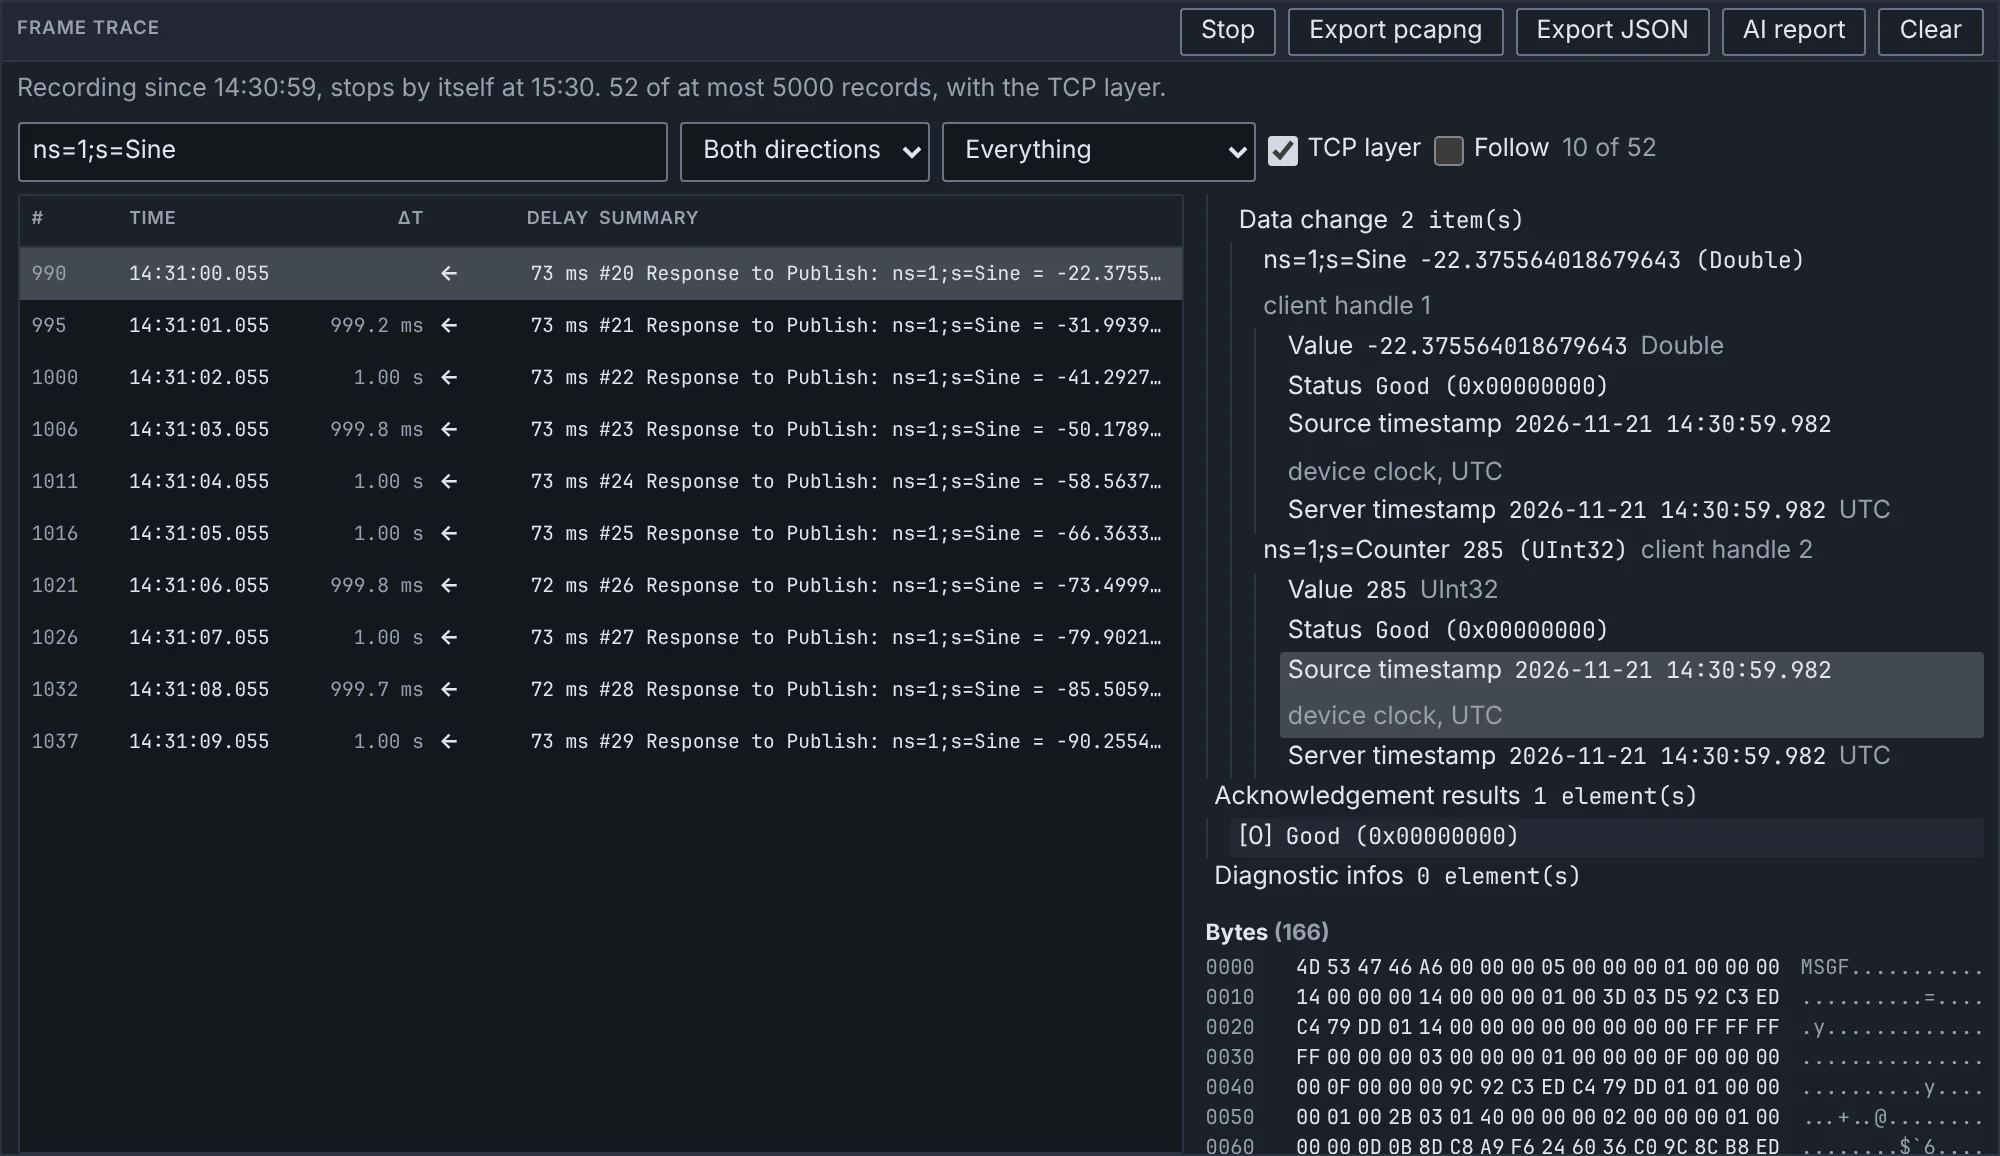 FRAME TRACE
Stop Export pcapng Export JSON AI report Clear
Recording since 14:30:59, stops by itself at 15:30. 52 of at most 5000 records, with the TCP layer.
ns=1;s=Sine Both directions Everything TCP layer Follow 10 of 52
# TIME ΔT DELAY SUMMARY
990 14:31:00.055 ← 73 ms #20 Response to Publish: ns=1;s=Sine = -22.3755…
995 14:31:01.055 999.2 ms ← 73 ms #21 Response to Publish: ns=1;s=Sine = -31.9939…
1000 14:31:02.055 1.00 s ← 73 ms #22 Response to Publish: ns=1;s=Sine = -41.2927…
1006 14:31:03.055 999.8 ms ← 73 ms #23 Response to Publish: ns=1;s=Sine = -50.1789…
1011 14:31:04.055 1.00 s ← 73 ms #24 Response to Publish: ns=1;s=Sine = -58.5637…
1016 14:31:05.055 1.00 s ← 73 ms #25 Response to Publish: ns=1;s=Sine = -66.3633…
1021 14:31:06.055 999.8 ms ← 72 ms #26 Response to Publish: ns=1;s=Sine = -73.4999…
1026 14:31:07.055 1.00 s ← 73 ms #27 Response to Publish: ns=1;s=Sine = -79.9021…
1032 14:31:08.055 999.7 ms ← 72 ms #28 Response to Publish: ns=1;s=Sine = -85.5059…
1037 14:31:09.055 1.00 s ← 73 ms #29 Response to Publish: ns=1;s=Sine = -90.2554…
Data change 2 item(s)
ns=1;s=Sine -22.375564018679643 (Double)
client handle 1
Value -22.375564018679643 Double
Status Good (0x00000000)
Source timestamp 2026-11-21 14:30:59.982
device clock, UTC
Server timestamp 2026-11-21 14:30:59.982 UTC
ns=1;s=Counter 285 (UInt32) client handle 2
Value 285 UInt32
Status Good (0x00000000)
Source timestamp 2026-11-21 14:30:59.982
device clock, UTC
Server timestamp 2026-11-21 14:30:59.982 UTC
Acknowledgement results 1 element(s)
[0] Good (0x00000000)
Diagnostic infos 0 element(s)
Bytes (166)
0000 4D 53 47 46 A6 00 00 00 05 00 00 00 01 00 00 00 MSGF............
0010 14 00 00 00 14 00 00 00 01 00 3D 03 D5 92 C3 ED ..........=.....
0020 C4 79 DD 01 14 00 00 00 00 00 00 00 00 FF FF FF .y..............
0030 FF 00 00 00 03 00 00 00 01 00 00 00 0F 00 00 00 ................
0040 00 0F 00 00 00 9C 92 C3 ED C4 79 DD 01 01 00 00 ..........y.....
0050 00 01 00 2B 03 01 40 00 00 00 02 00 00 00 01 00 ...+..@.........
0060 00 00 0D 0B 8D C8 A9 F6 24 60 36 C0 9C 8C B8 ED ........$`6.....